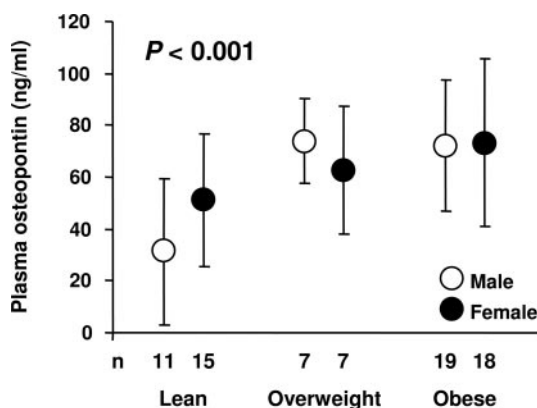 Plasma osteopontin (ng/ml)
120
100
80
60
40
20
0
P < 0.001
Male
Female
n 11 15 7 7 19 18
Lean Overweight Obese